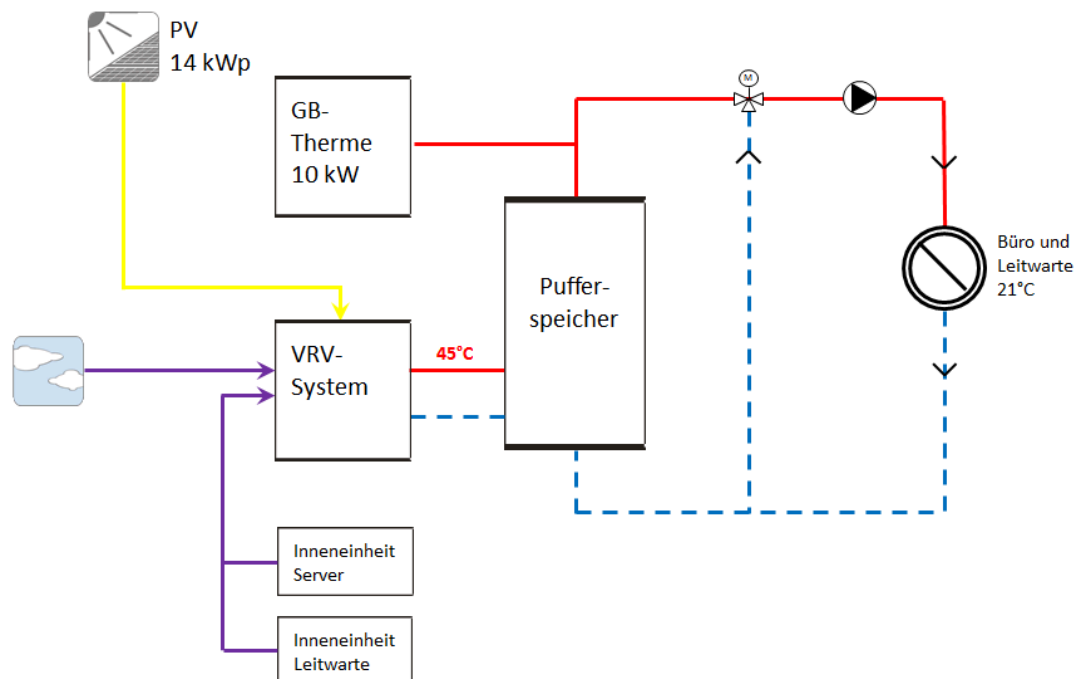 PV
14 kWp
GB-
Therme
10 kW
M
Büro und
Leitwarte
21°C
Puffer-
speicher
VRV-
System
45°C
Inneneinheit
Server
Inneneinheit
Leitwarte